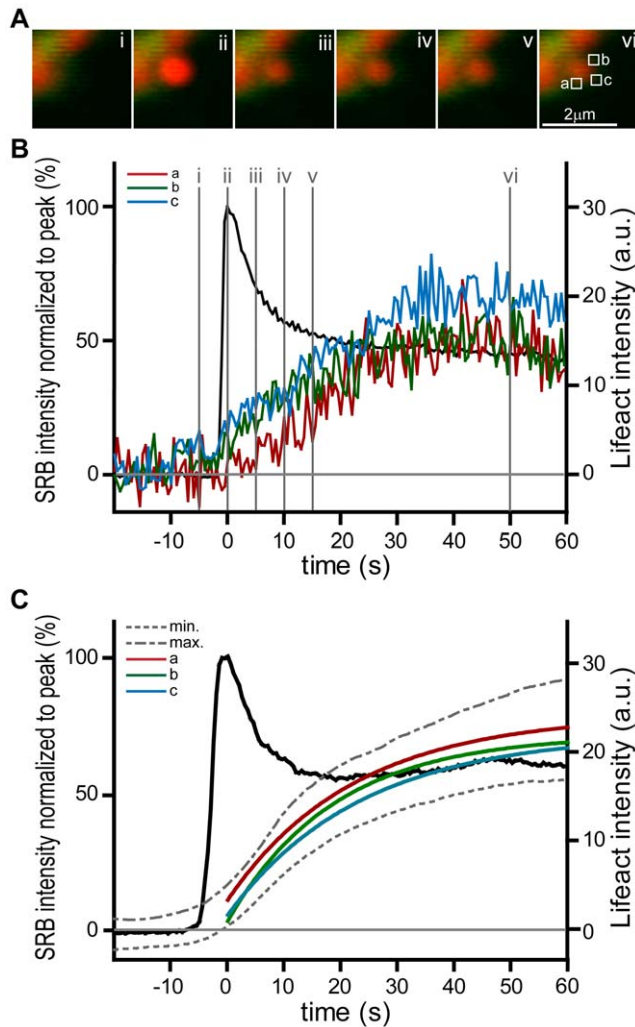 A
i ii iii iv v vi
b
a c
2µm
B
SRB intensity normalized to peak (%)
Lifeact intensity (a.u.)
a
b
c
i ii iii iv v vi
100 30
20
50
10
0 0
-10 0 10 20 30 40 50 60
time (s)
C
SRB intensity normalized to peak (%)
Lifeact intensity (a.u.)
min.
max.
a
b
c
100 30
20
50
10
0 0
-10 0 10 20 30 40 50 60
time (s)